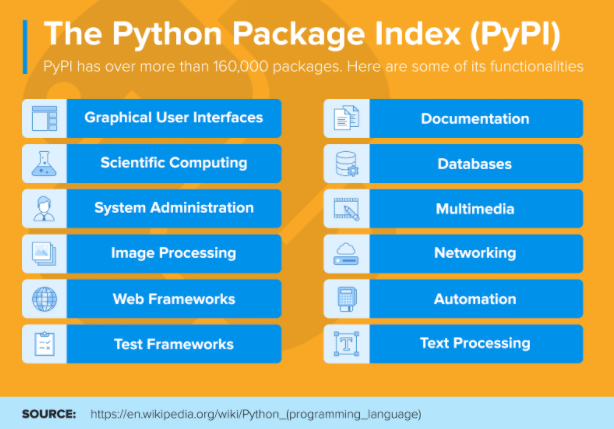 The Python Package Index (PyPI)
PyPI has over more than 160,000 packages. Here are some of its functionalities
Graphical User Interfaces
Scientific Computing
System Administration
Image Processing
Web Frameworks
Test Frameworks
Documentation
Databases
Multimedia
Networking
Automation
Text Processing
T
SOURCE: https://en.wikipedia.org/wiki/Python_(programming_language)